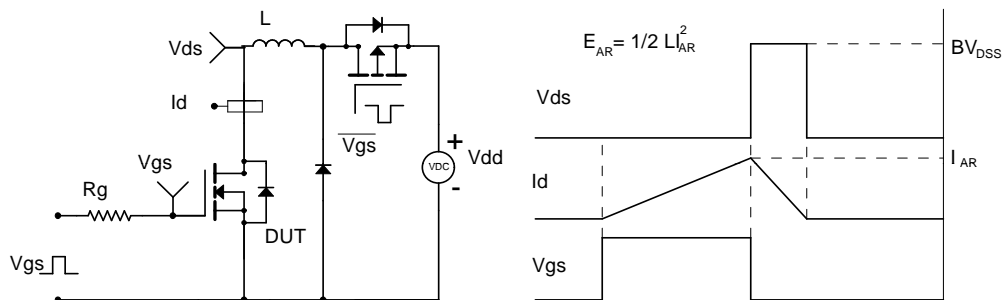 L
Vds
Id
Vgs
Rg
Vgs
DUT
Vgs
VDC
+
-
Vdd
E_AR = 1/2 LI_AR^2
BV_DSS
Vds
I_AR
Id
Vgs